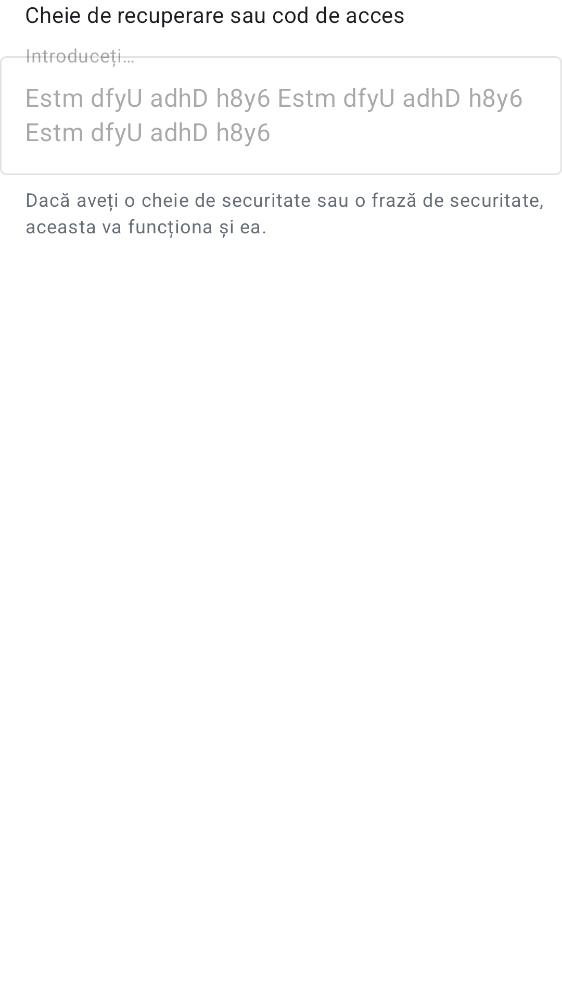 Cheie de recuperare sau cod de acces
Introduceți…
Estm dfyU adhD h8y6 Estm dfyU adhD h8y6
Estm dfyU adhD h8y6
Dacă aveți o cheie de securitate sau o frază de securitate,
aceasta va funcționa și ea.